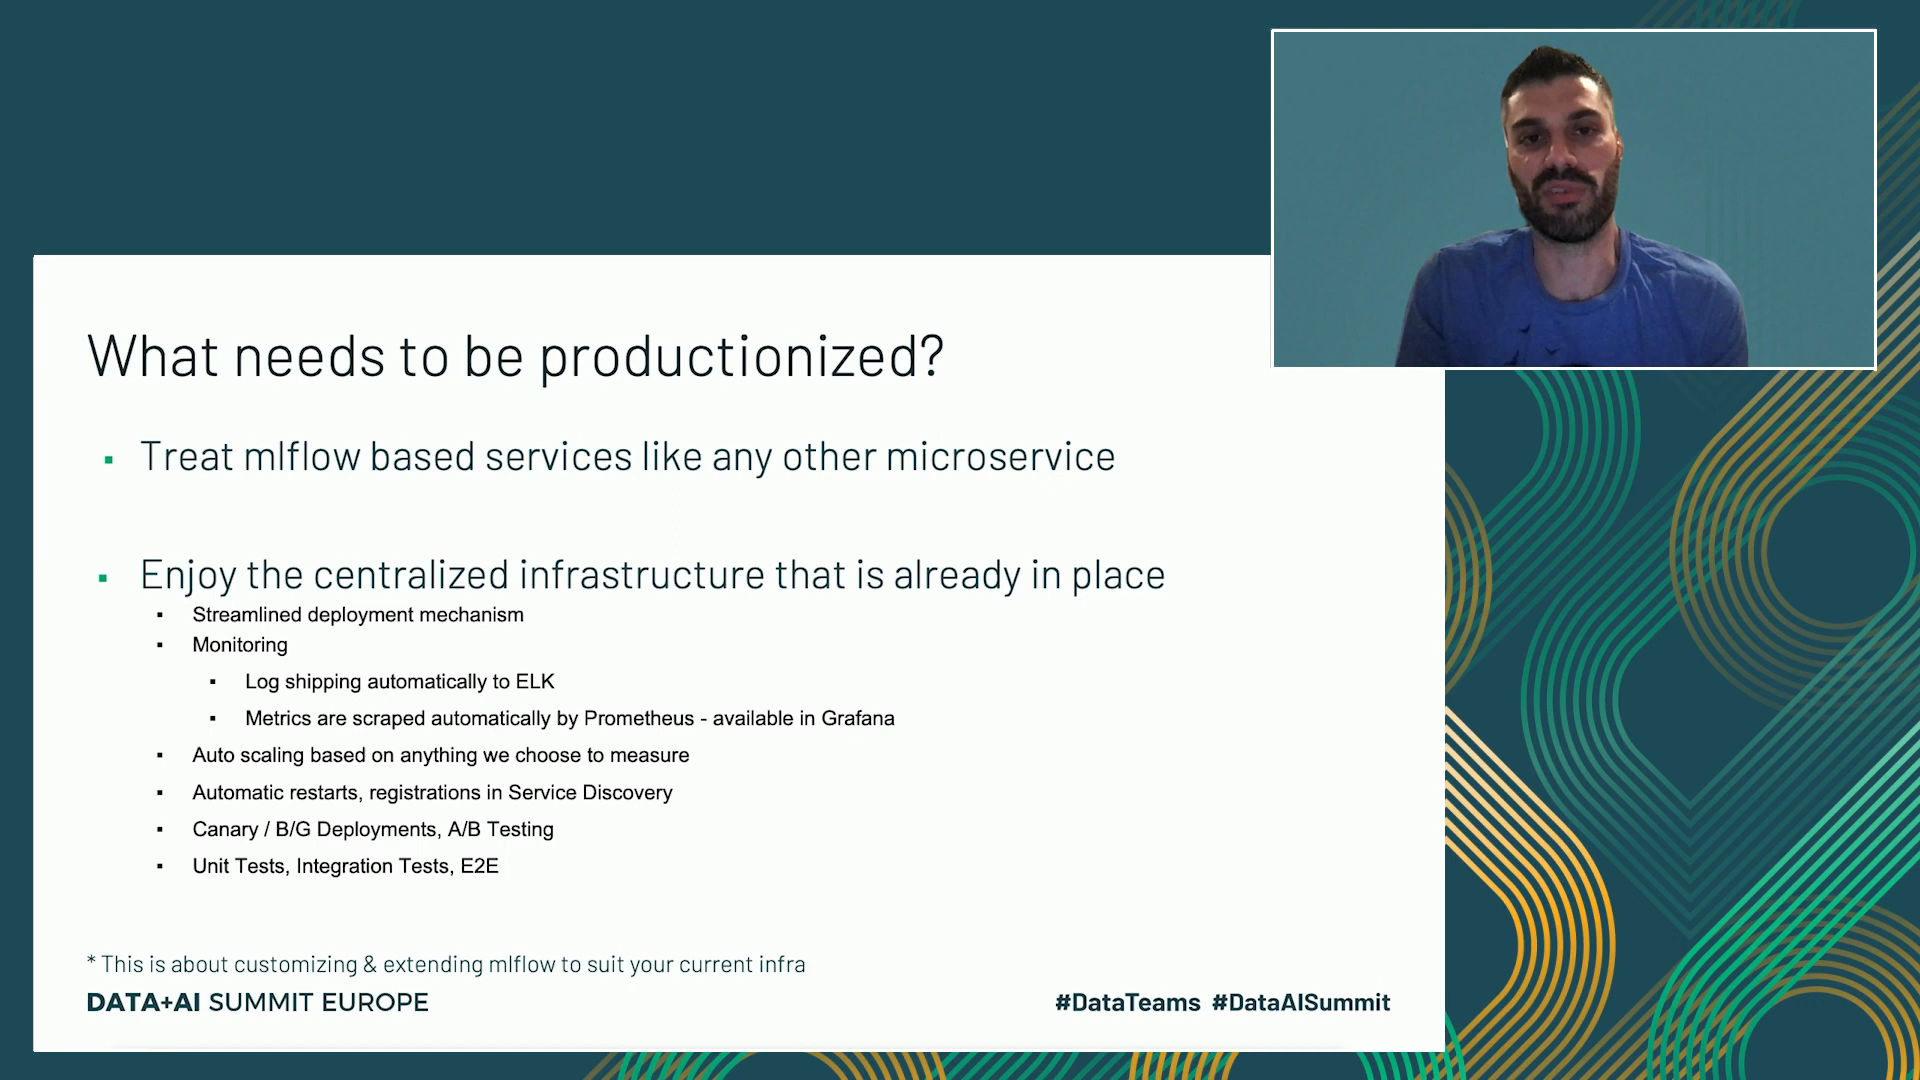 What needs to be productionized?
Treat mlflow based services like any other microservice
Enjoy the centralized infrastructure that is already in place
Streamlined deployment mechanism
Monitoring
Log shipping automatically to ELK
Metrics are scraped automatically by Prometheus - available in Grafana
Auto scaling based on anything we choose to measure
Automatic restarts, registrations in Service Discovery
Canary / B/G Deployments, A/B Testing
Unit Tests, Integration Tests, E2E
* This is about customizing & extending mlflow to suit your current infra
DATA+AI SUMMIT EUROPE
#DataTeams #DataAISummit